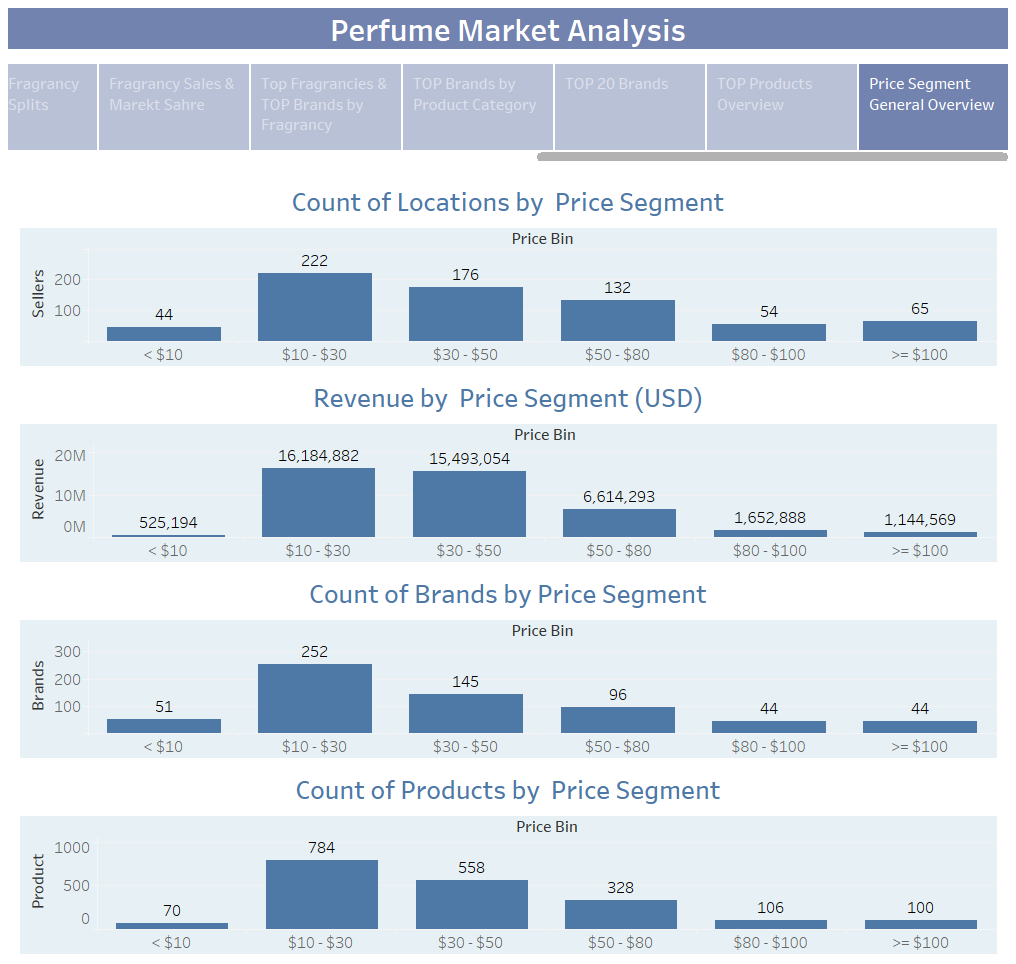 Perfume Market Analysis
Fragrancy Splits
Fragrancy Sales & Marekt Sahre
Top Fragrancies & TOP Brands by Fragrancy
TOP Brands by Product Category
TOP 20 Brands
TOP Products Overview
Price Segment General Overview
Count of Locations by Price Segment
Price Bin
Sellers
200
100
44
222
176
132
54
65
< $10
$10 - $30
$30 - $50
$50 - $80
$80 - $100
>= $100
Revenue by Price Segment (USD)
Price Bin
Revenue
20M
10M
0M
525,194
16,184,882
15,493,054
6,614,293
1,652,888
1,144,569
< $10
$10 - $30
$30 - $50
$50 - $80
$80 - $100
>= $100
Count of Brands by Price Segment
Price Bin
Brands
300
200
100
51
252
145
96
44
44
< $10
$10 - $30
$30 - $50
$50 - $80
$80 - $100
>= $100
Count of Products by Price Segment
Price Bin
Product
1000
500
0
70
784
558
328
106
100
< $10
$10 - $30
$30 - $50
$50 - $80
$80 - $100
>= $100